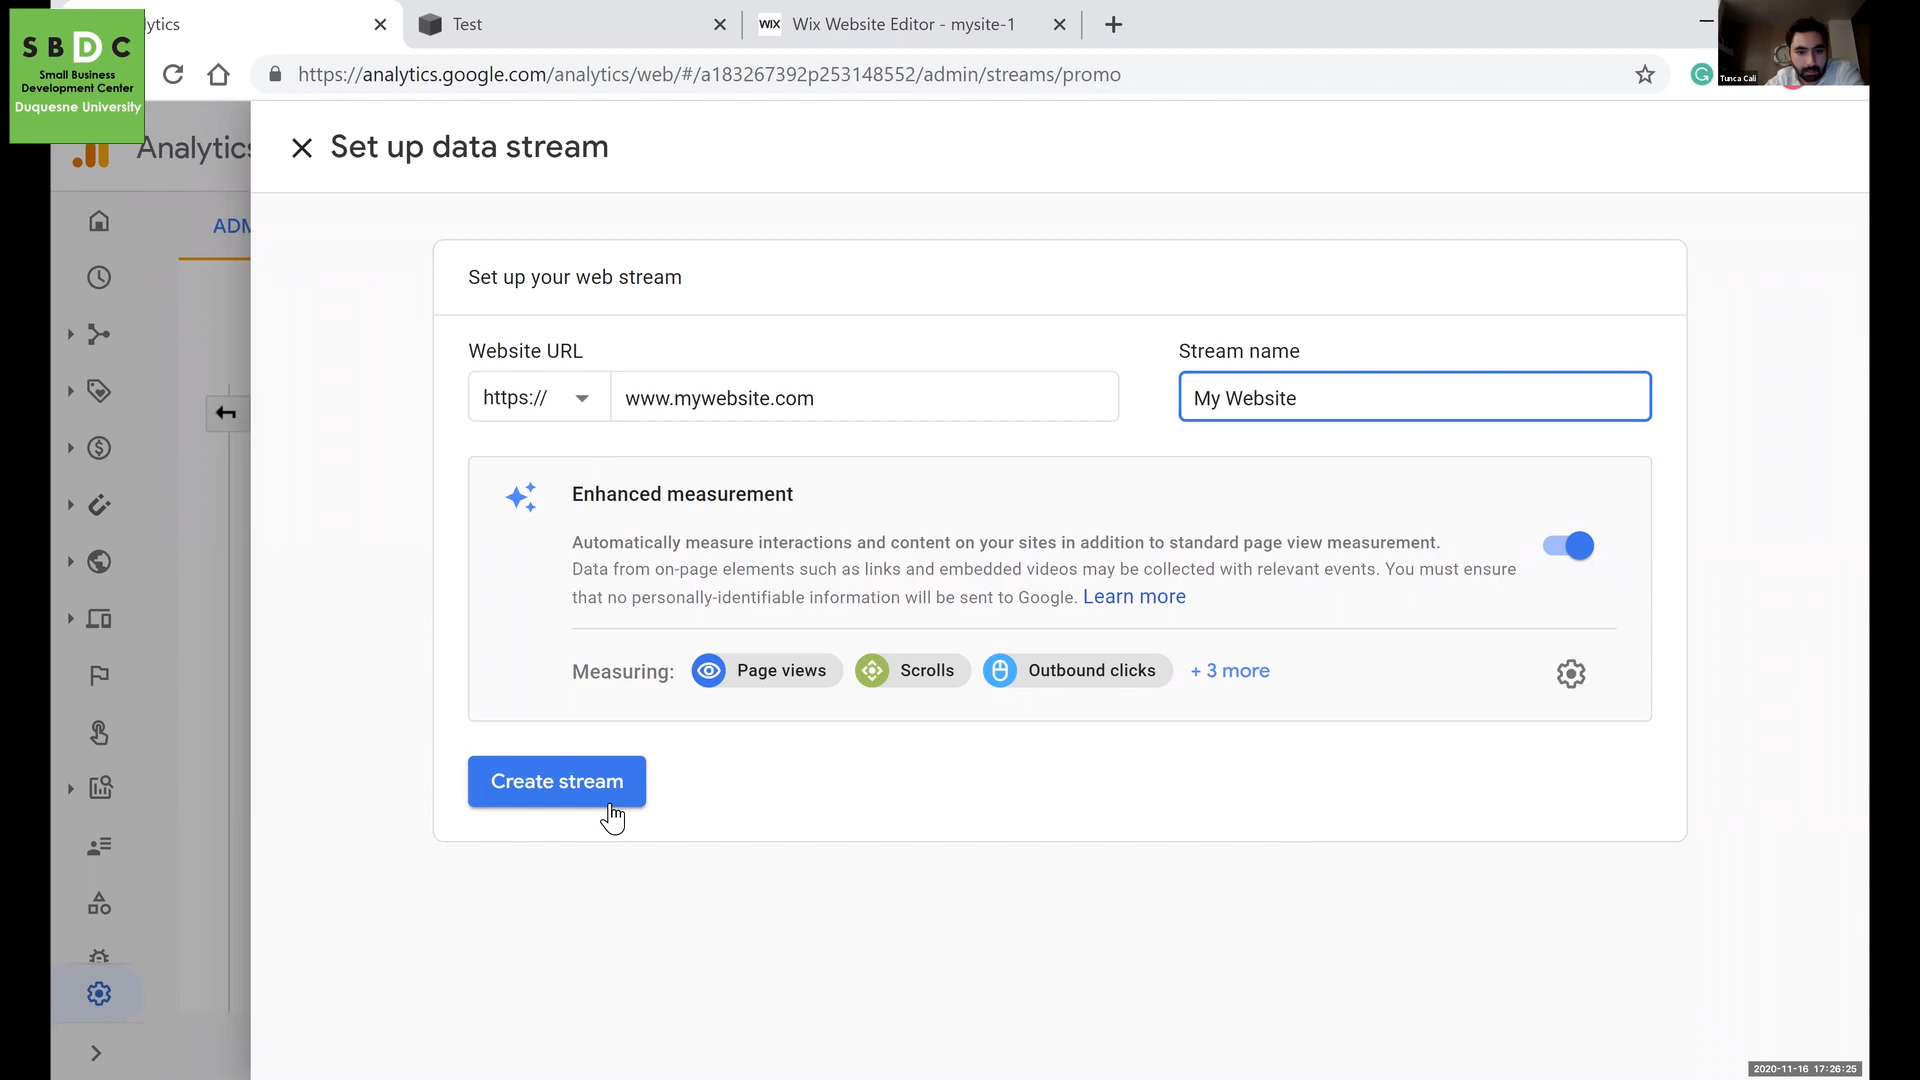 lytics
Test
WIX Wix Website Editor - mysite-1
S B D C
Small Business
Development Center
Duquesne University
https://analytics.google.com/analytics/web/#/a183267392p253148552/admin/streams/promo
Tunca Cali
Analytics
Set up data stream
ADM
Set up your web stream
Website URL
Stream name
https://
www.mywebsite.com
My Website
Enhanced measurement
Automatically measure interactions and content on your sites in addition to standard page view measurement.
Data from on-page elements such as links and embedded videos may be collected with relevant events. You must ensure
that no personally-identifiable information will be sent to Google. Learn more
Measuring: Page views Scrolls Outbound clicks + 3 more
Create stream
2020-11-16 17:26:25